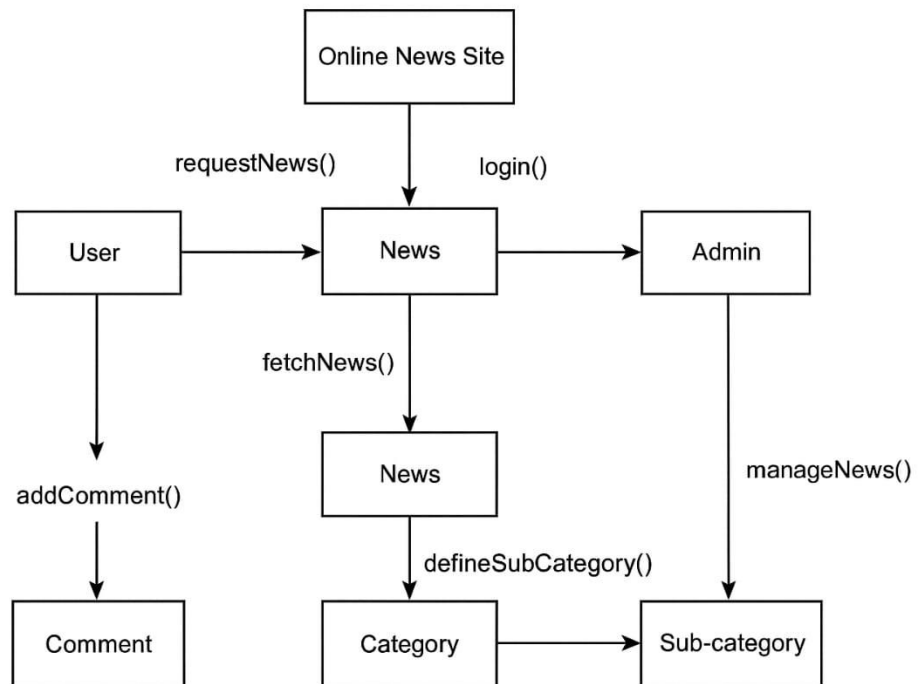 Online News Site
requestNews()
login()
User
News
Admin
fetchNews()
News
manageNews()
addComment()
defineSubCategory()
Comment
Category
Sub-category